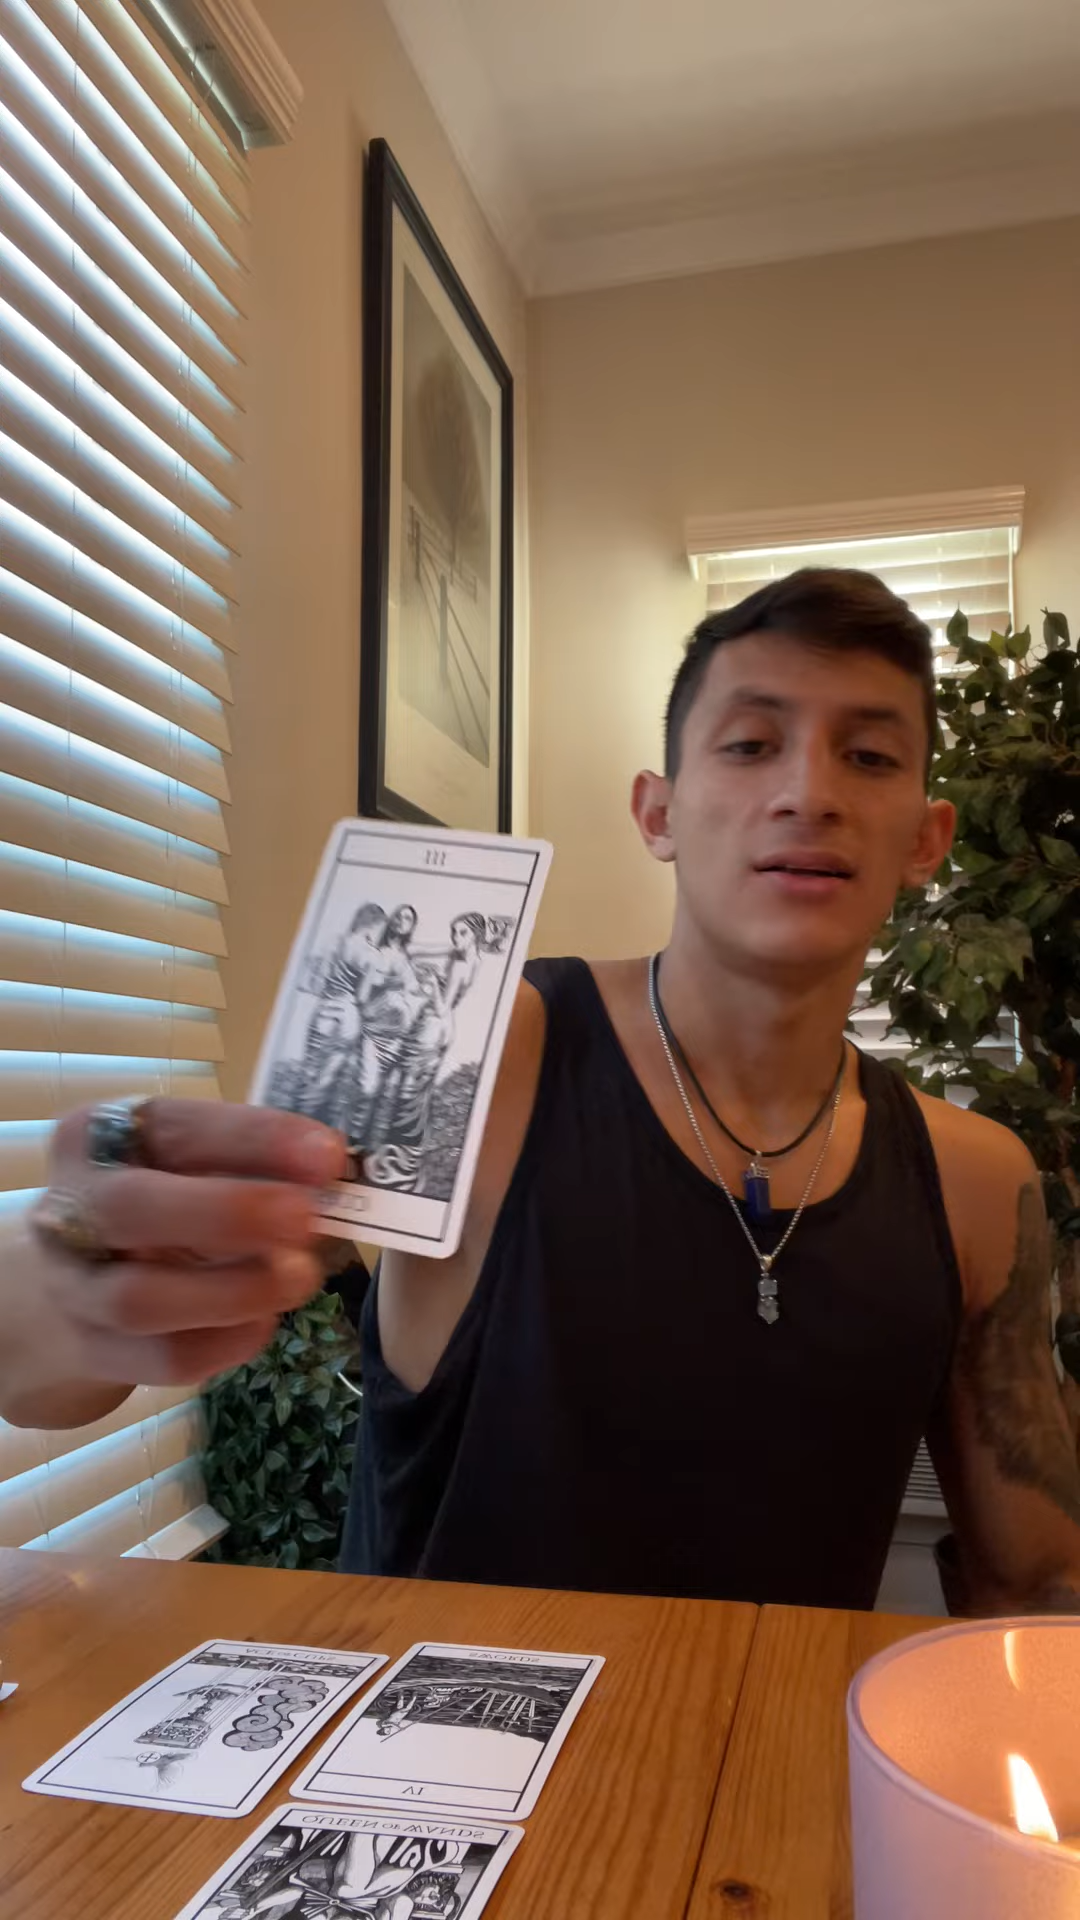 III
ACE OF CUPS
SWORDS
VI
QUEEN OF WANDS